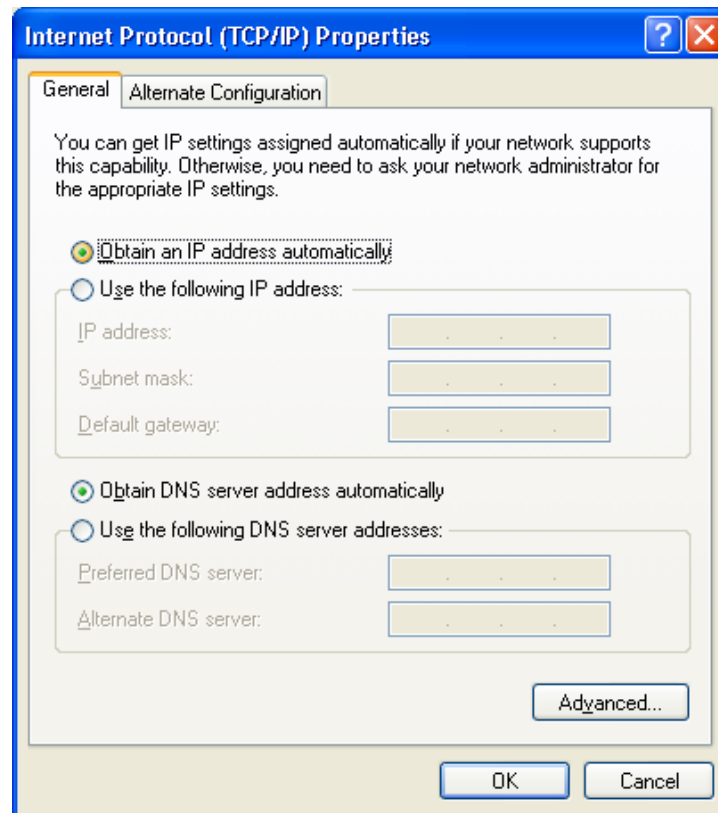 Internet Protocol (TCP/IP) Properties
General
Alternate Configuration
You can get IP settings assigned automatically if your network supports
this capability. Otherwise, you need to ask your network administrator for
the appropriate IP settings.
Obtain an IP address automatically
Use the following IP address:
IP address:
Subnet mask:
Default gateway:
Obtain DNS server address automatically
Use the following DNS server addresses:
Preferred DNS server:
Alternate DNS server:
Advanced...
OK
Cancel